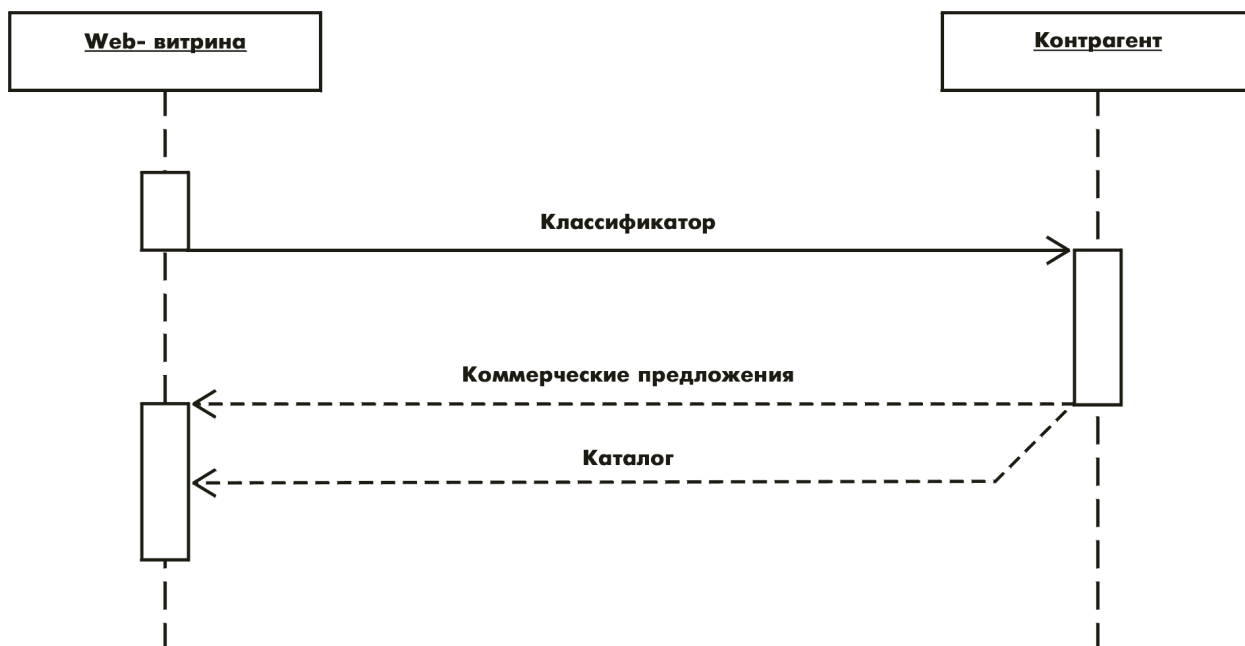 Web- витрина
Контрагент
Классификатор
Коммерческие предложения
Каталог